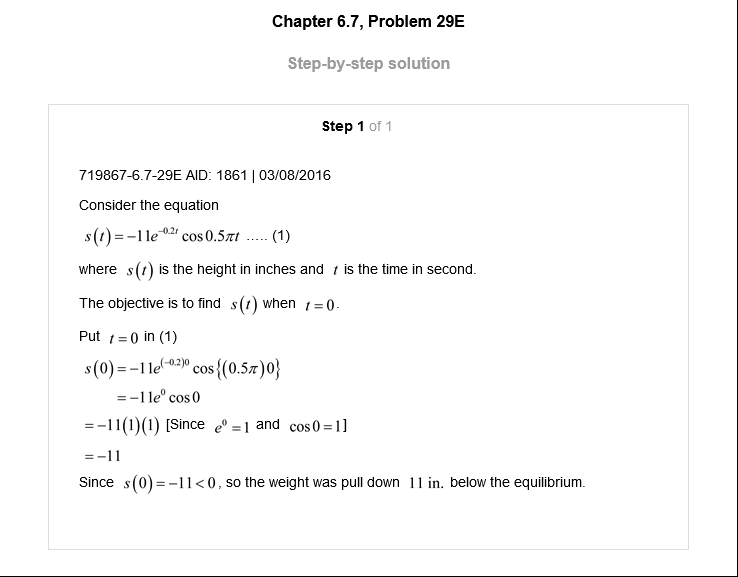 Chapter 6.7, Problem 29E
Step-by-step solution
Step 1 of 1
719867-6.7-29E AID: 1861 | 03/08/2016
Consider the equation
s(t) = −11e^{−0.2t} cos 0.5πt ..... (1)
where s(t) is the height in inches and t is the time in second.
The objective is to find s(t) when t = 0.
Put t = 0 in (1)
s(0) = −11e^{(−0.2)0} cos{(0.5π)0}
= −11e^0 cos 0
= −11(1)(1) [Since e^0 = 1 and cos 0 = 1]
= −11
Since s(0) = −11 < 0, so the weight was pull down 11 in. below the equilibrium.